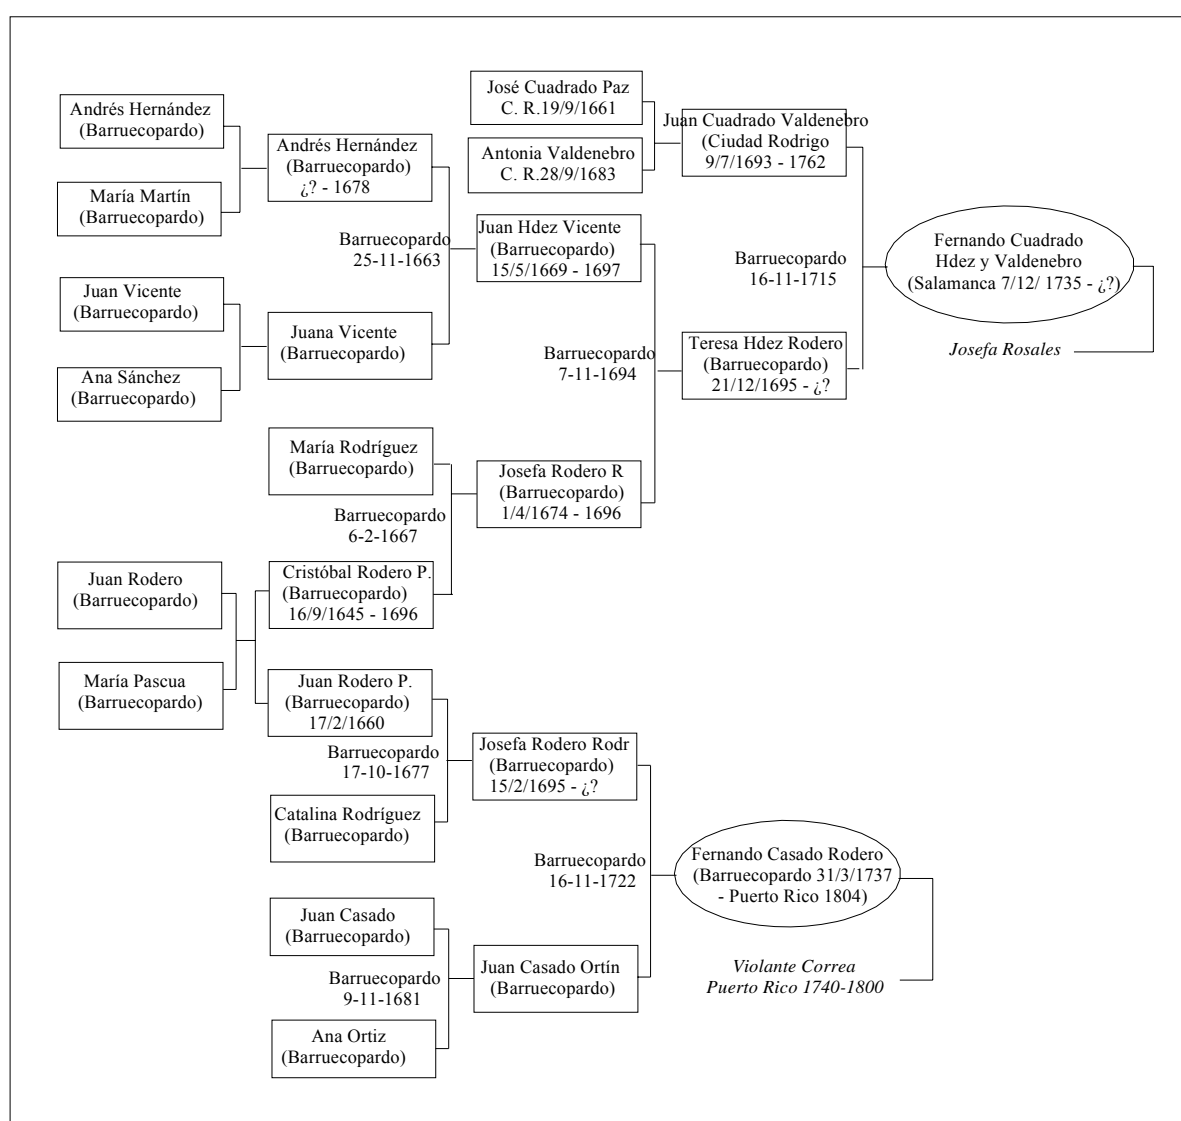 Andrés Hernández
(Barruecopardo)
María Martín
(Barruecopardo)
Juan Vicente
(Barruecopardo)
Ana Sánchez
(Barruecopardo)
Juan Rodero
(Barruecopardo)
María Pascua
(Barruecopardo)
Andrés Hernández
(Barruecopardo)
¿? - 1678
Barruecopardo
25-11-1663
Juana Vicente
(Barruecopardo)
María Rodríguez
(Barruecopardo)
Barruecopardo
6-2-1667
Cristóbal Rodero P.
(Barruecopardo)
16/9/1645 - 1696
Juan Rodero P.
(Barruecopardo)
17/2/1660
Barruecopardo
17-10-1677
Catalina Rodríguez
(Barruecopardo)
Juan Casado
(Barruecopardo)
Barruecopardo
9-11-1681
Ana Ortiz
(Barruecopardo)
José Cuadrado Paz
C. R.19/9/1661
Antonia Valdenebro
C. R.28/9/1683
Juan Hdez Vicente
(Barruecopardo)
15/5/1669 - 1697
Barruecopardo
7-11-1694
Josefa Rodero R
(Barruecopardo)
1/4/1674 - 1696
Josefa Rodero Rodr
(Barruecopardo)
15/2/1695 - ¿?
Barruecopardo
16-11-1722
Juan Casado Ortín
(Barruecopardo)
Juan Cuadrado Valdenebro
(Ciudad Rodrigo
9/7/1693 - 1762
Barruecopardo
16-11-1715
Teresa Hdez Rodero
(Barruecopardo)
21/12/1695 - ¿?
Fernando Cuadrado
Hdez y Valdenebro
(Salamanca 7/12/ 1735 - ¿?)
Josefa Rosales
Fernando Casado Rodero
(Barruecopardo 31/3/1737
- Puerto Rico 1804)
Violante Correa
Puerto Rico 1740-1800